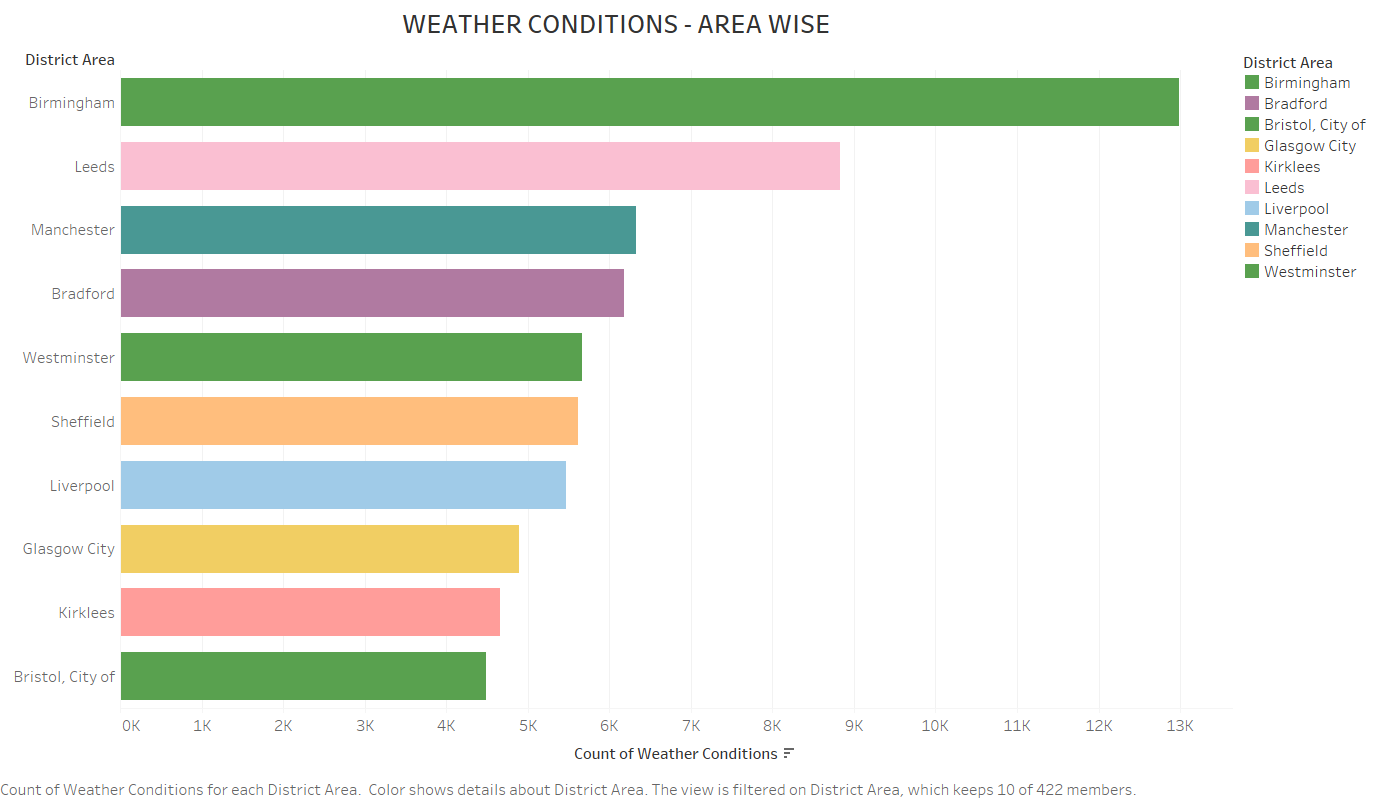 WEATHER CONDITIONS - AREA WISE
District Area
Birmingham
Leeds
Manchester
Bradford
Westminster
Sheffield
Liverpool
Glasgow City
Kirklees
Bristol, City of
0K 1K 2K 3K 4K 5K 6K 7K 8K 9K 10K 11K 12K 13K
Count of Weather Conditions
District Area
Birmingham
Bradford
Bristol, City of
Glasgow City
Kirklees
Leeds
Liverpool
Manchester
Sheffield
Westminster
Count of Weather Conditions for each District Area.  Color shows details about District Area. The view is filtered on District Area, which keeps 10 of 422 members.